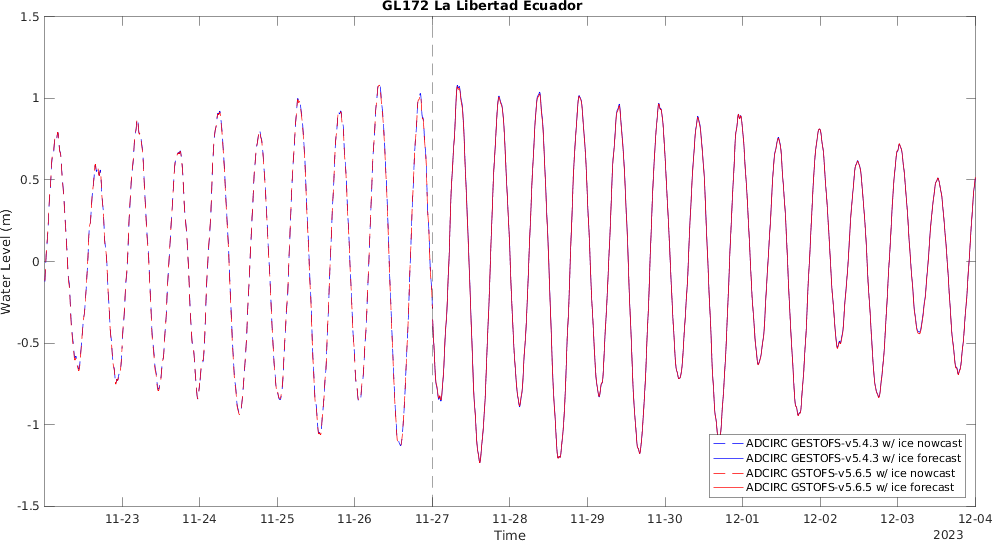 GL172 La Libertad Ecuador
1.5
1
0.5
0
-0.5
-1
-1.5
Water Level (m)
11-23 11-24 11-25 11-26 11-27 11-28 11-29 11-30 12-01 12-02 12-03 12-04
Time
2023
ADCIRC GESTOFS-v5.4.3 w/ ice nowcast
ADCIRC GESTOFS-v5.4.3 w/ ice forecast
ADCIRC GSTOFS-v5.6.5 w/ ice nowcast
ADCIRC GSTOFS-v5.6.5 w/ ice forecast